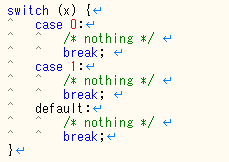 switch (x) {↵
^   case 0:↵
^   ^   /* nothing */ ↵
^   ^   break; ↵
^   case 1:↵
^   ^   /* nothing */ ↵
^   ^   break; ↵
^   default:↵
^   ^   /* nothing */ ↵
^   ^   break;↵
}↵